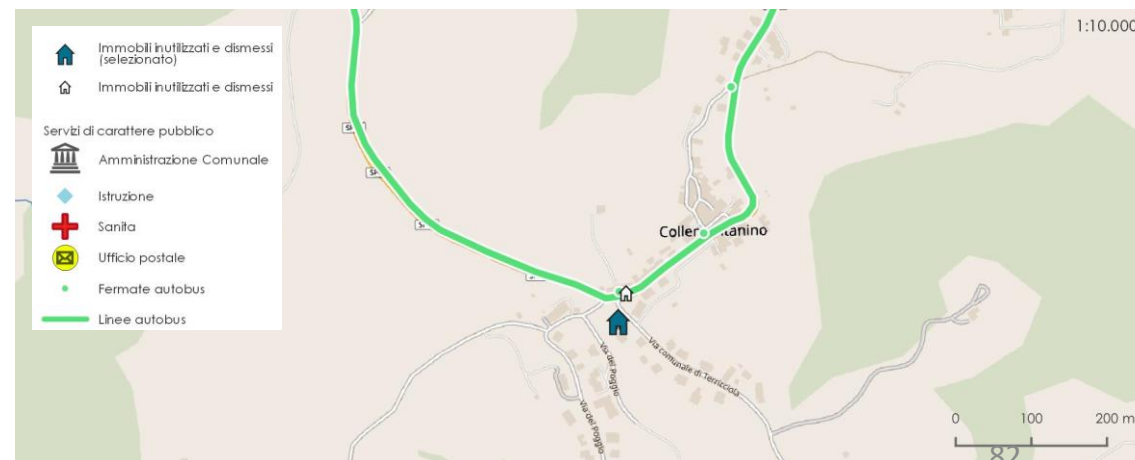 1:10.000
Immobili inutilizzati e dismessi
(selezionato)
Immobili inutilizzati e dismessi
Servizi di carattere pubblico
Amministrazione Comunale
Istruzione
Sanita
Ufficio postale
Fermate autobus
Linee autobus
Via del Poggio
Via comunale di Terricciola
Via del Poggio
0 100 200 m
82